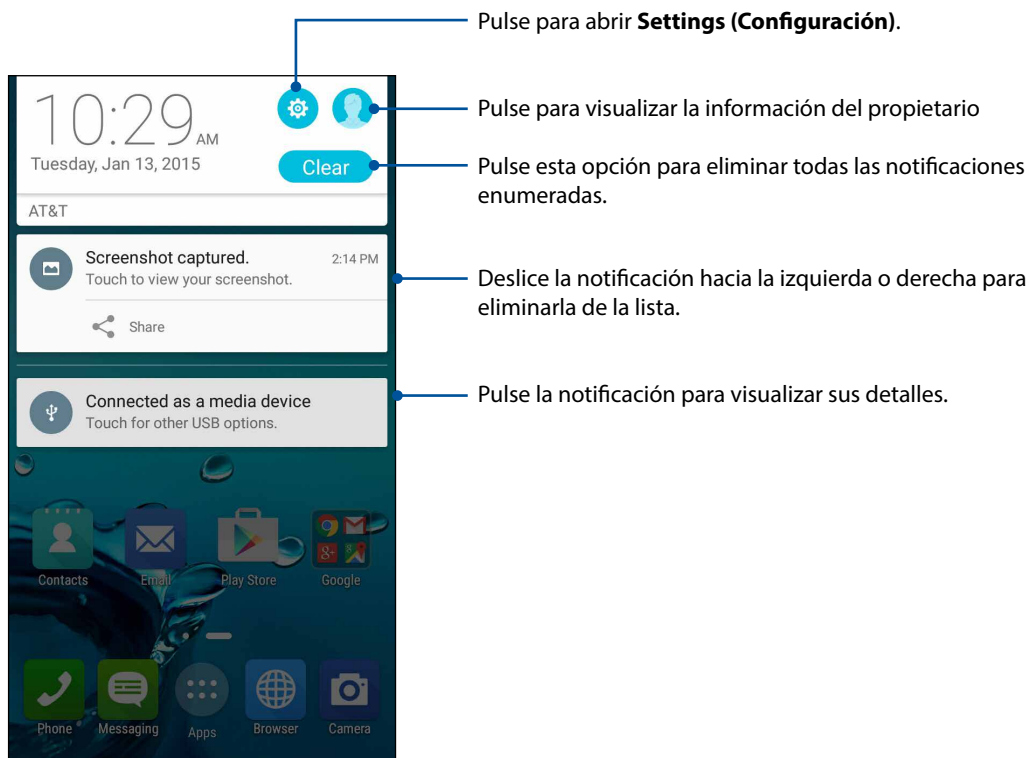 Pulse para abrir Settings (Configuración).
10:29 AM
Pulse para visualizar la información del propietario
Tuesday, Jan 13, 2015
Clear
Pulse esta opción para eliminar todas las notificaciones
enumeradas.
AT&T
Screenshot captured.
2:14 PM
Touch to view your screenshot.
Share
Deslice la notificación hacia la izquierda o derecha para
eliminarla de la lista.
Connected as a media device
Touch for other USB options.
Pulse la notificación para visualizar sus detalles.
Contacts
Email
Play Store
Google
Phone
Messaging
Apps
Browser
Camera